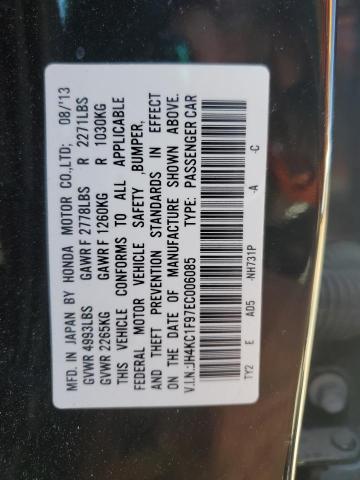 MFD. IN JAPAN BY HONDA MOTOR CO.,LTD; 08/'13
GVWR 4993LBS GAWR F 2778LBS R 2271LBS
GVWR 2265KG GAWR F 1260KG R 1030KG
THIS VEHICLE CONFORMS TO ALL APPLICABLE
FEDERAL MOTOR VEHICLE SAFETY ,BUMPER,
AND THEFT PREVENTION STANDARDS IN EFFECT
ON THE DATE OF MANUFACTURE SHOWN ABOVE.
V.I.N:JH4KC1F97EC006085 TYPE: PASSENGER CAR
TY2 E AD5 -NH731P -A -C